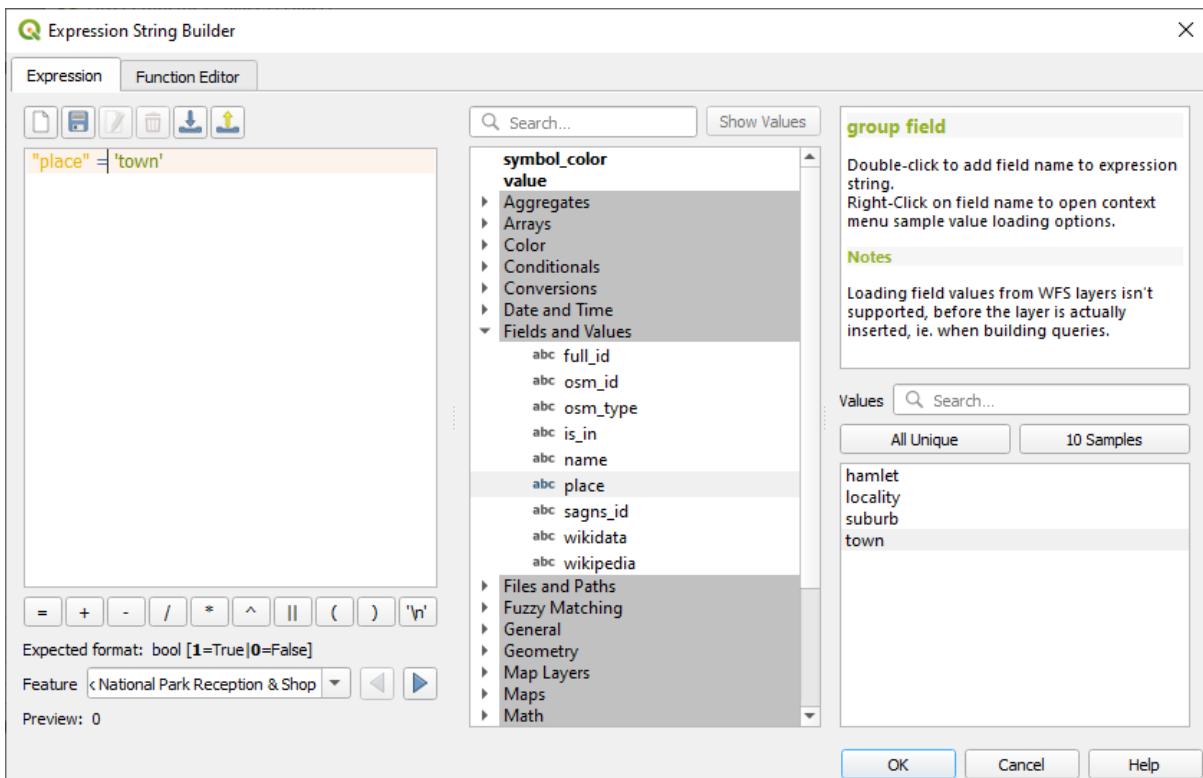 Expression String Builder
Expression
Function Editor
"place" = 'town'
= + - / * ^ || ( ) '\n'
Expected format: bool [1=True|0=False]
Feature
National Park Reception & Shop
Preview: 0
Search...
Show Values
symbol_color
value
Aggregates
Arrays
Color
Conditionals
Conversions
Date and Time
Fields and Values
abc full_id
abc osm_id
abc osm_type
abc is_in
abc name
abc place
abc sagns_id
abc wikidata
abc wikipedia
Files and Paths
Fuzzy Matching
General
Geometry
Map Layers
Maps
Math
group field
Double-click to add field name to expression
string.
Right-Click on field name to open context
menu sample value loading options.
Notes
Loading field values from WFS layers isn't
supported, before the layer is actually
inserted, ie. when building queries.
Values
Search...
All Unique
10 Samples
hamlet
locality
suburb
town
OK
Cancel
Help